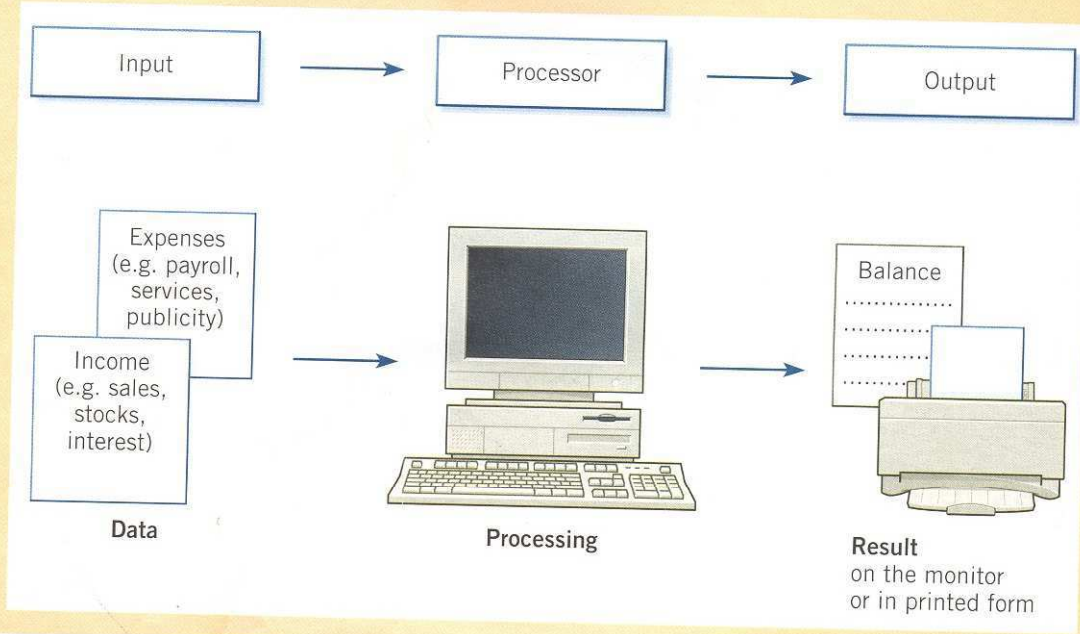 Input
Processor
Output
Expenses
(e.g. payroll,
services,
publicity)
Income
(e.g. sales,
stocks,
interest)
Balance
Data
Processing
Result
on the monitor
or in printed form